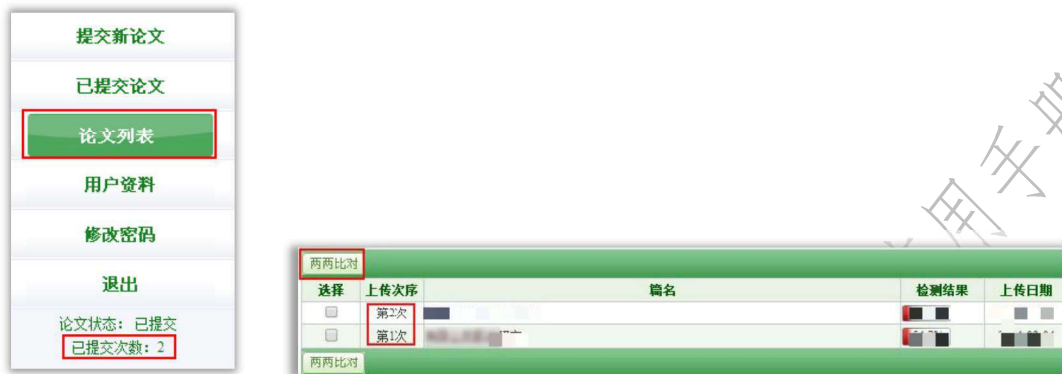 提交新论文
已提交论文
论文列表
用户资料
修改密码
退出
论文状态：已提交
已提交次数：2
两两比对
选择 上传次序 篇名 检测结果 上传日期
第2次
第1次
两两比对
用手